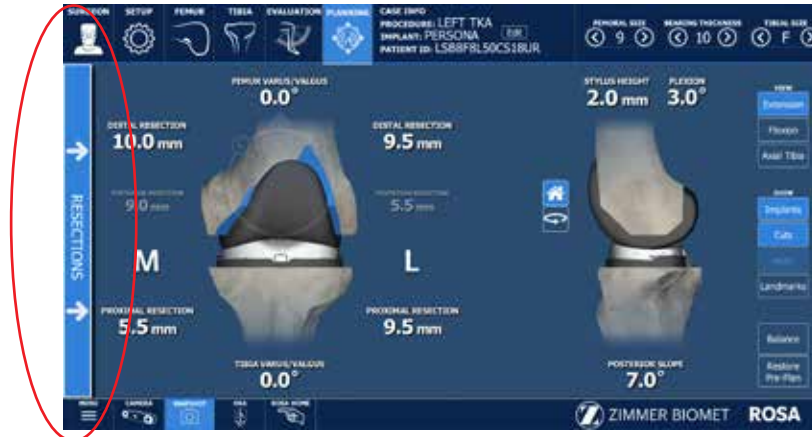 SURGEON SETUP FEMUR TIBIA EVALUATION PLANNING
CASE INFO
PROCEDURE: LEFT TKA
IMPLANT: PERSONA
Edit
PATIENT ID: LSB8F8L50CS18UR
FEMORAL SIZE
9
BEARING THICKNESS
10
TIBIAL SIZE
F
FEMUR VARUS/VALGUS
0.0°
DISTAL RESECTION
10.0 mm
DISTAL RESECTION
9.5 mm
POSTERIOR RESECTION
9.0 mm
POSTERIOR RESECTION
5.5 mm
RESECTIONS
M
L
PROXIMAL RESECTION
5.5 mm
PROXIMAL RESECTION
9.5 mm
TIBIA VARUS/VALGUS
0.0°
STYLUS HEIGHT
2.0 mm
FLEXION
3.0°
POSTERIOR SLOPE
7.0°
VIEW
Extension
Flexion
Axial Tibia
SHOW
Implants
Cuts
Landmarks
Balance
Restore
Pre-Plan
MENU CAMERA SNAPSHOT ROSA HOME
ZIMMER BIOMET ROSA